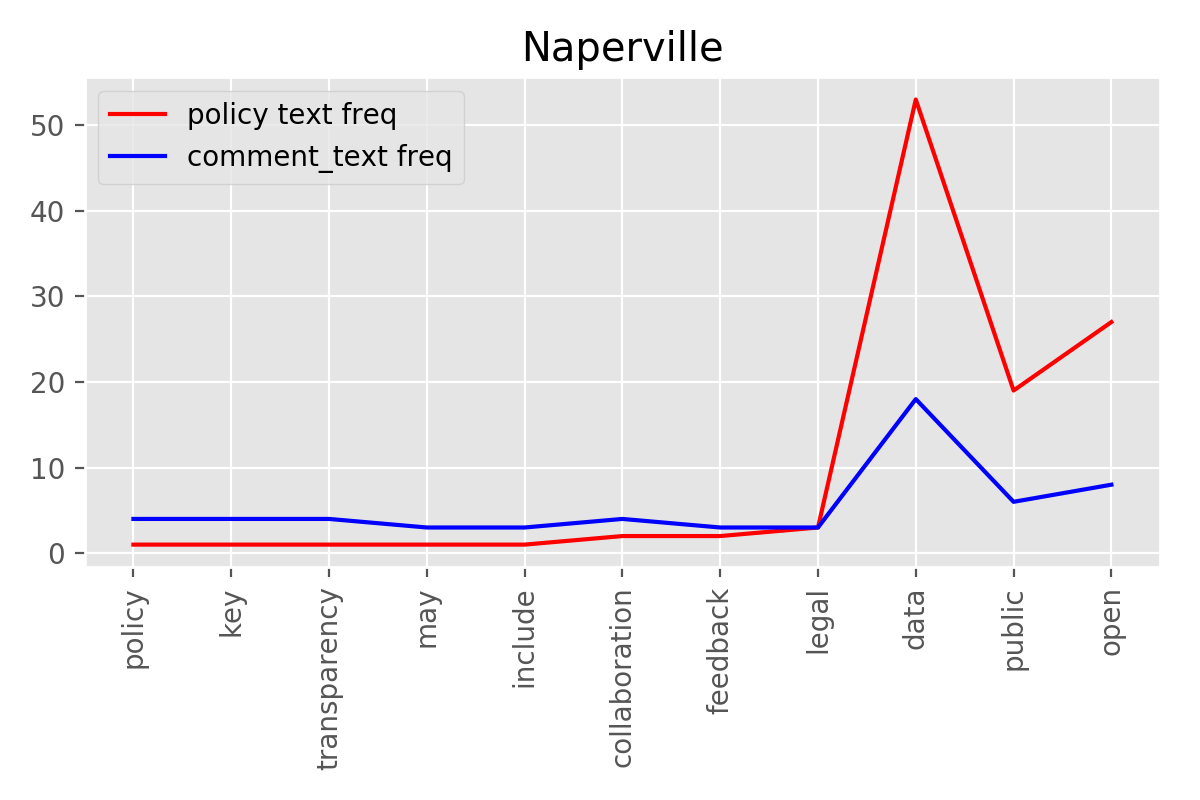 Naperville
policy text freq
comment_text freq
50
40
30
20
10
0
policy
key
transparency
may
include
collaboration
feedback
legal
data
public
open